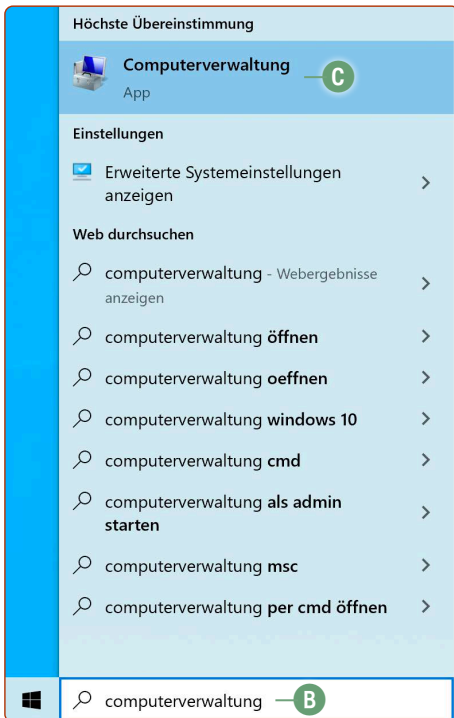 Höchste Übereinstimmung
Computerverwaltung
C
App
Einstellungen
Erweiterte Systemeinstellungen
anzeigen
Web durchsuchen
computerverwaltung - Webergebnisse
anzeigen
computerverwaltung öffnen
computerverwaltung oeffnen
computerverwaltung windows 10
computerverwaltung cmd
computerverwaltung als admin
starten
computerverwaltung msc
computerverwaltung per cmd öffnen
computerverwaltung
B